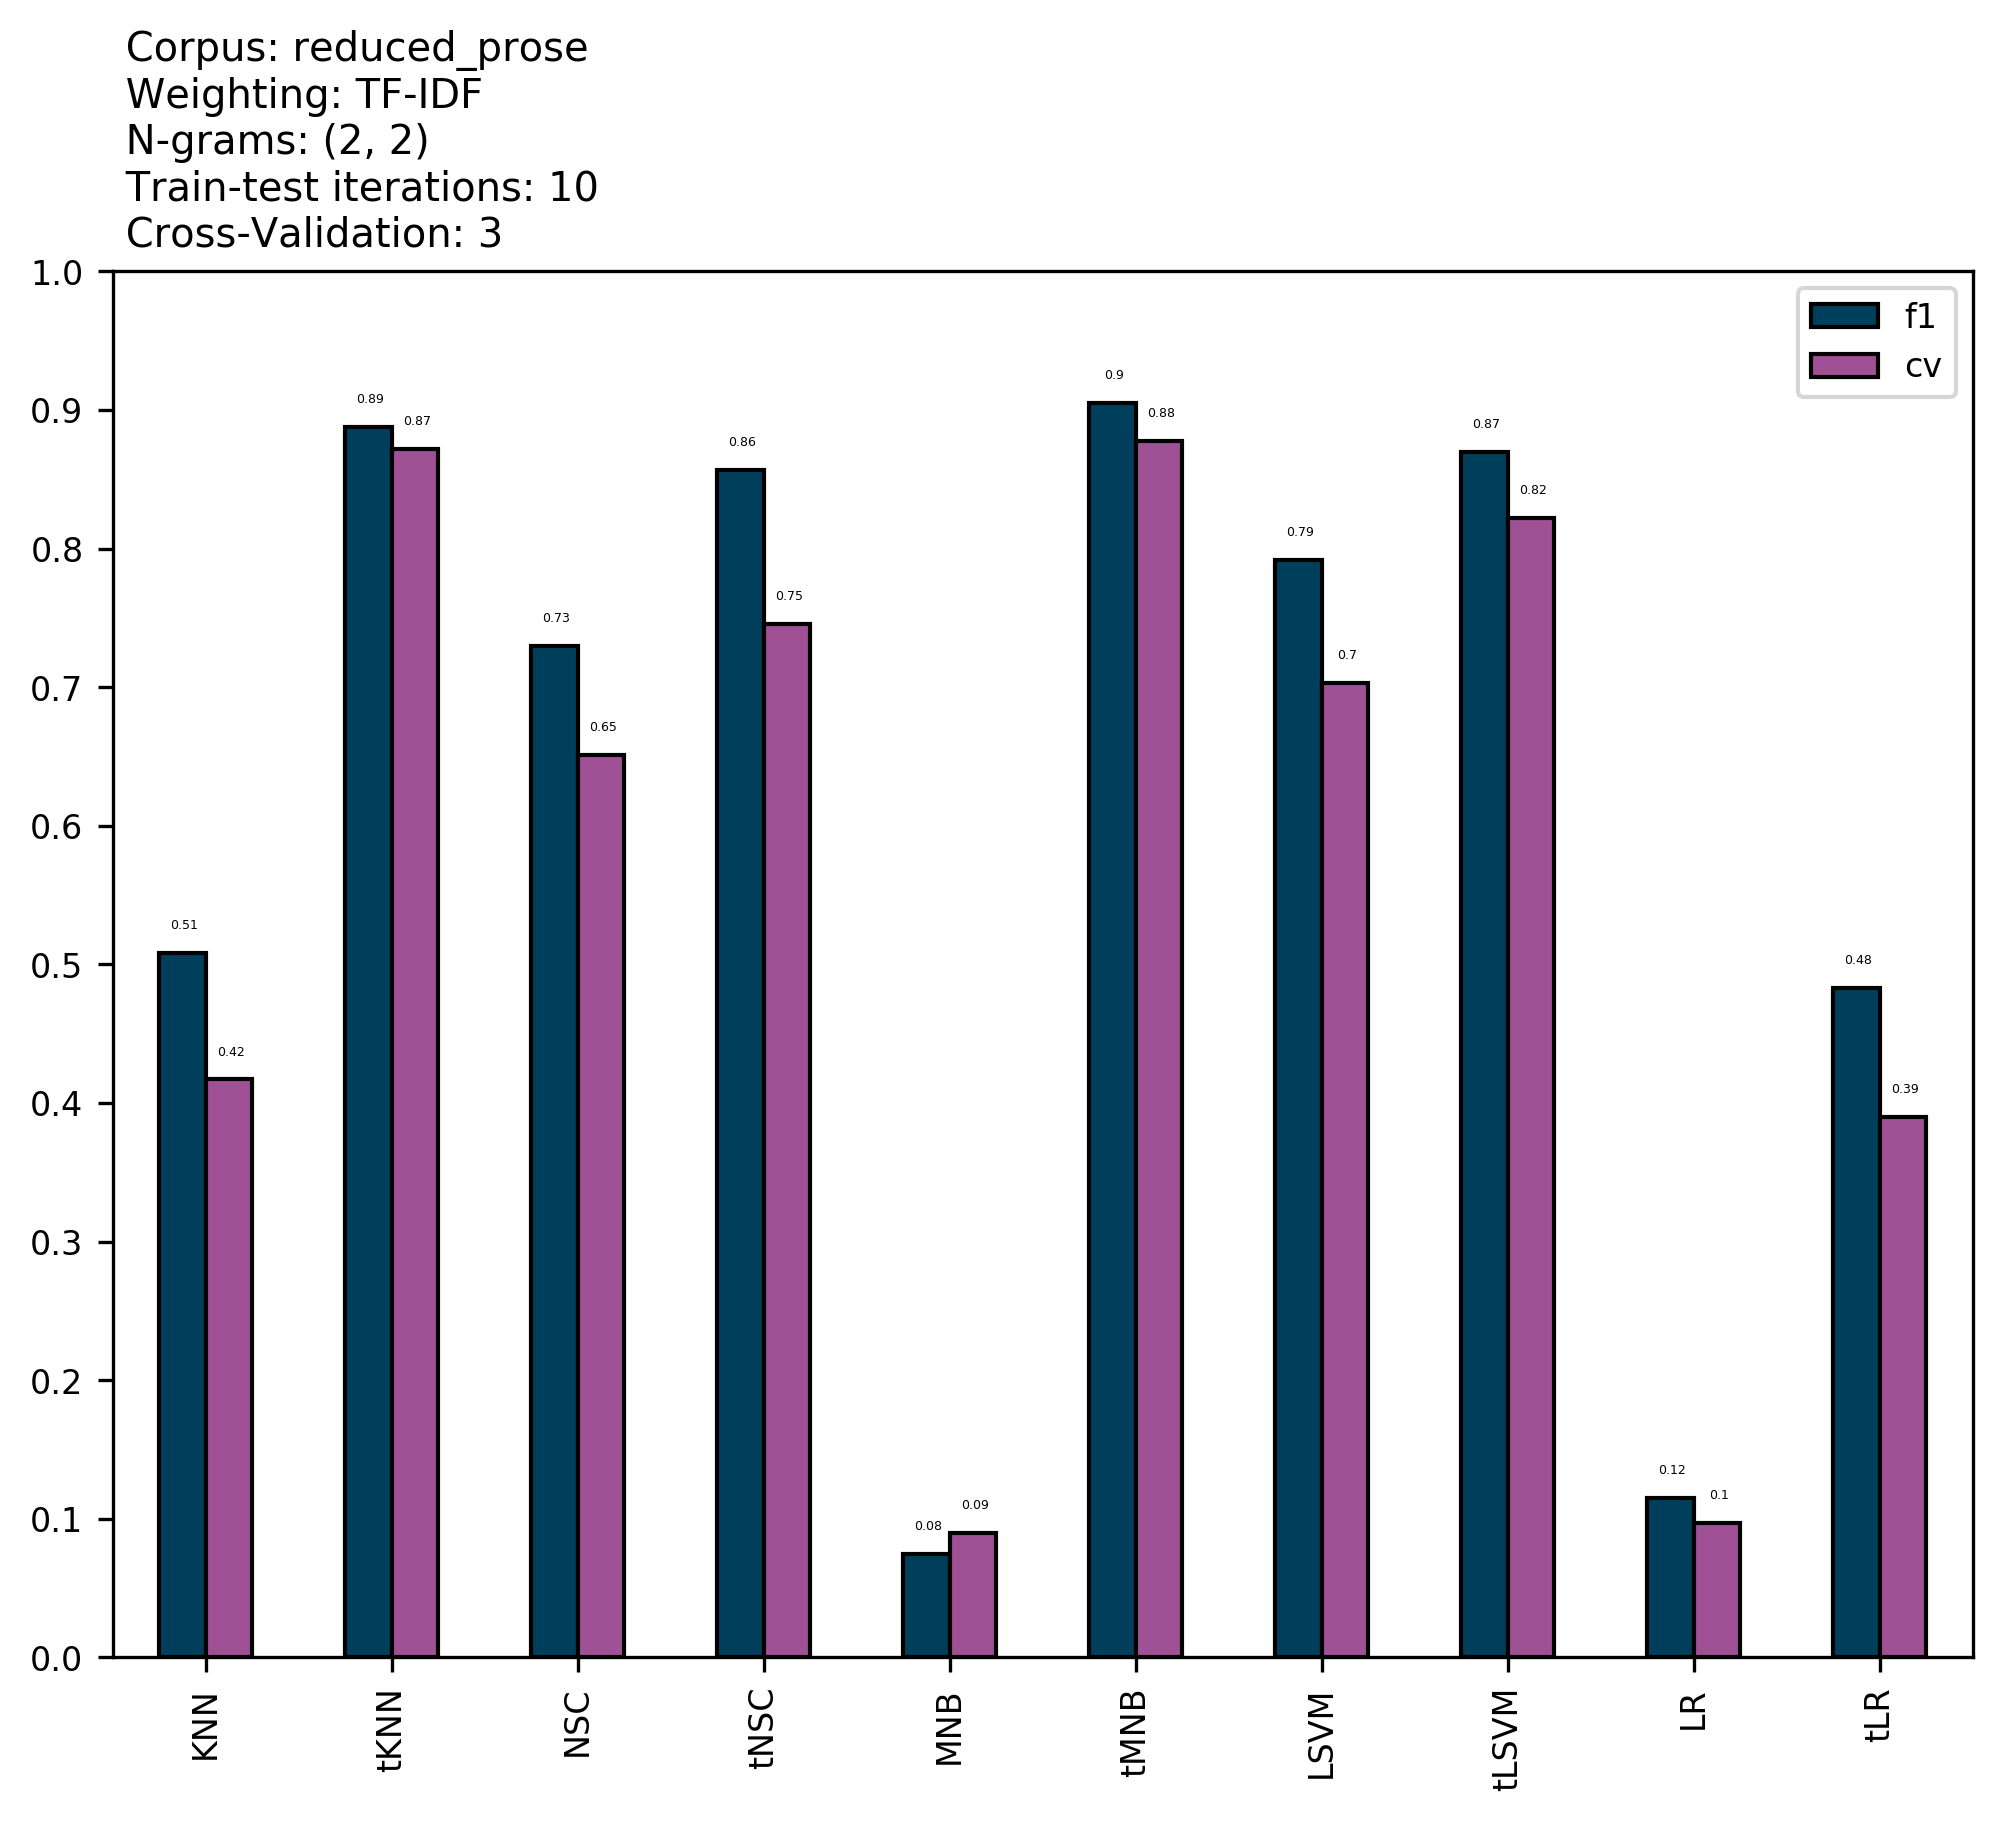 Corpus: reduced_prose
Weighting: TF-IDF
N-grams: (2, 2)
Train-test iterations: 10
Cross-Validation: 3
1.0
0.9
0.8
0.7
0.6
0.5
0.4
0.3
0.2
0.1
0.0
f1
cv
0.51
0.42
0.89
0.87
0.73
0.65
0.86
0.75
0.08
0.09
0.9
0.88
0.79
0.7
0.87
0.82
0.12
0.1
0.48
0.39
KNN
tKNN
NSC
tNSC
MNB
tMNB
LSVM
tLSVM
LR
tLR